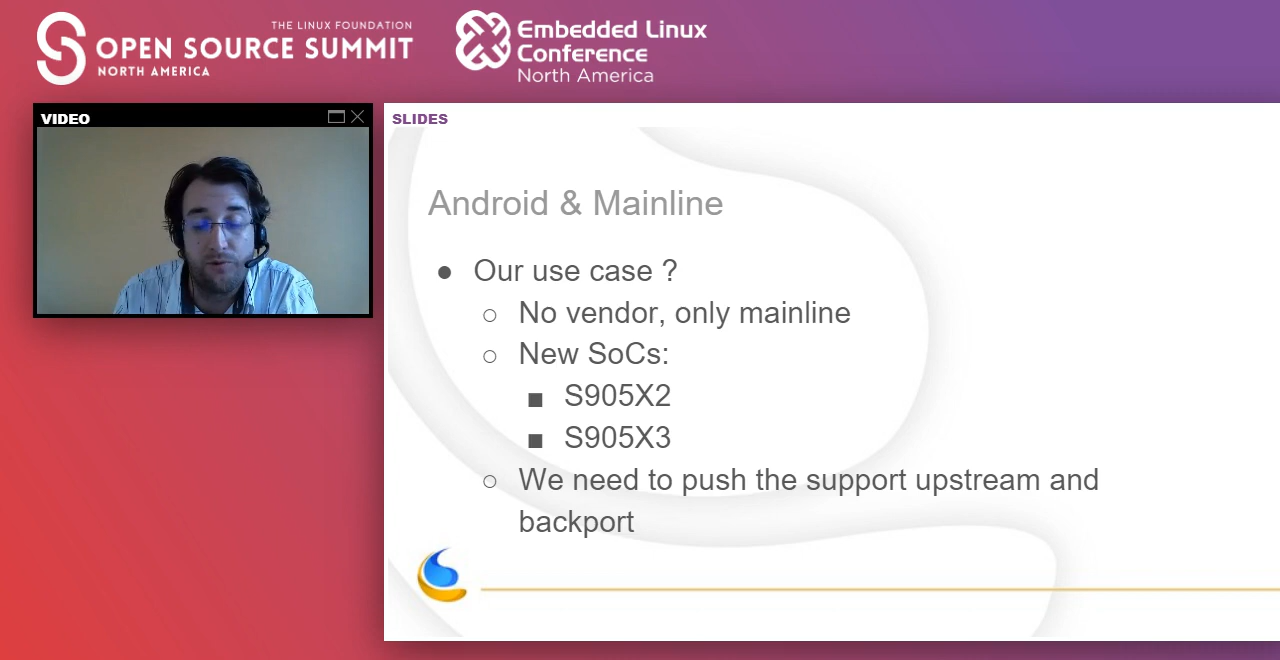 THE LINUX FOUNDATION
OPEN SOURCE SUMMIT
NORTH AMERICA
Embedded Linux
Conference
North America
VIDEO
SLIDES
Android & Mainline
● Our use case ?
○ No vendor, only mainline
○ New SoCs:
■ S905X2
■ S905X3
○ We need to push the support upstream and
backport